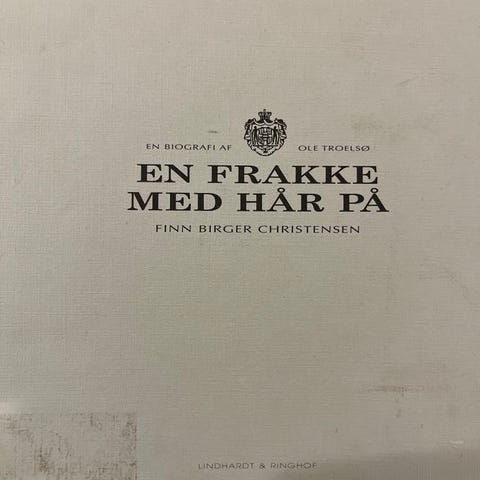 EN BIOGRAFI AF OLE TROELSØ
EN FRAKKE
MED HÅR PÅ
FINN BIRGER CHRISTENSEN
LINDHARDT & RINGHOF